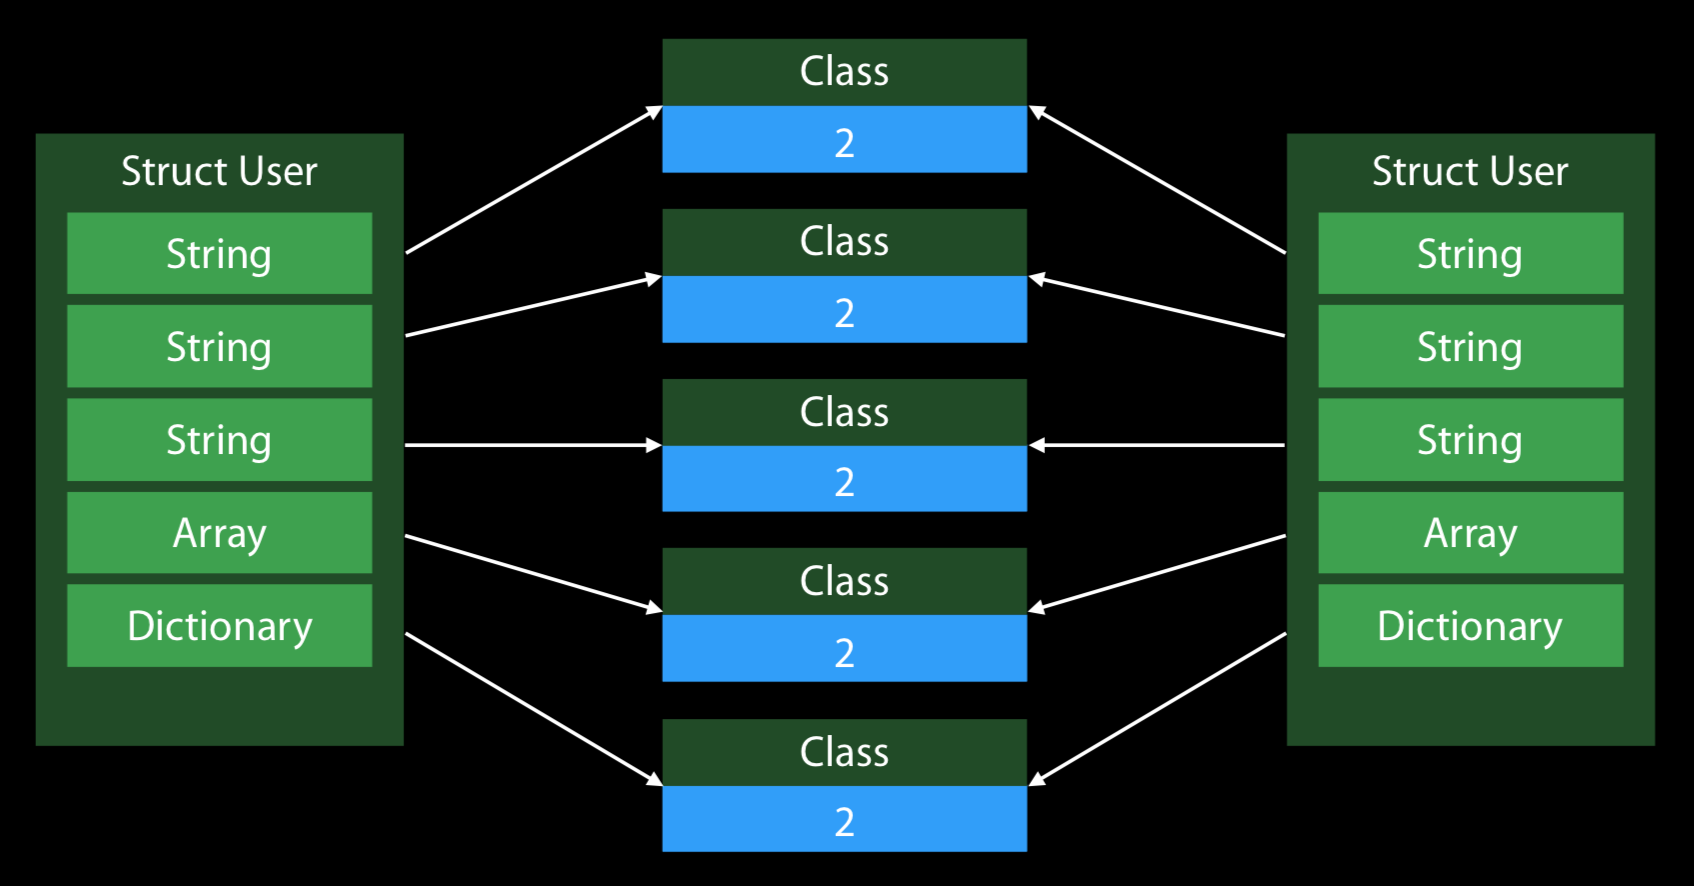 Struct User
String
String
String
Array
Dictionary
Class
2
Class
2
Class
2
Class
2
Class
2
Struct User
String
String
String
Array
Dictionary